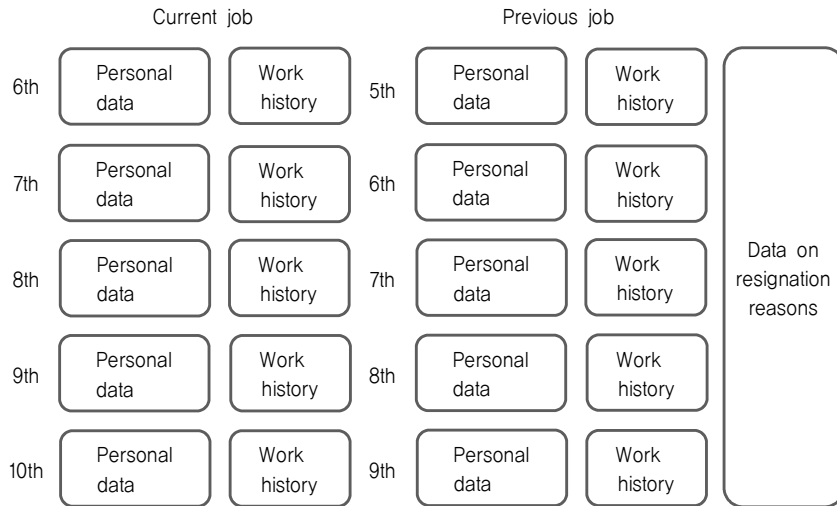 Current job
Previous job
6th
Personal
data
Work
history
5th
Personal
data
Work
history
7th
Personal
data
Work
history
6th
Personal
data
Work
history
8th
Personal
data
Work
history
7th
Personal
data
Work
history
Data on
resignation
reasons
9th
Personal
data
Work
history
8th
Personal
data
Work
history
10th
Personal
data
Work
history
9th
Personal
data
Work
history